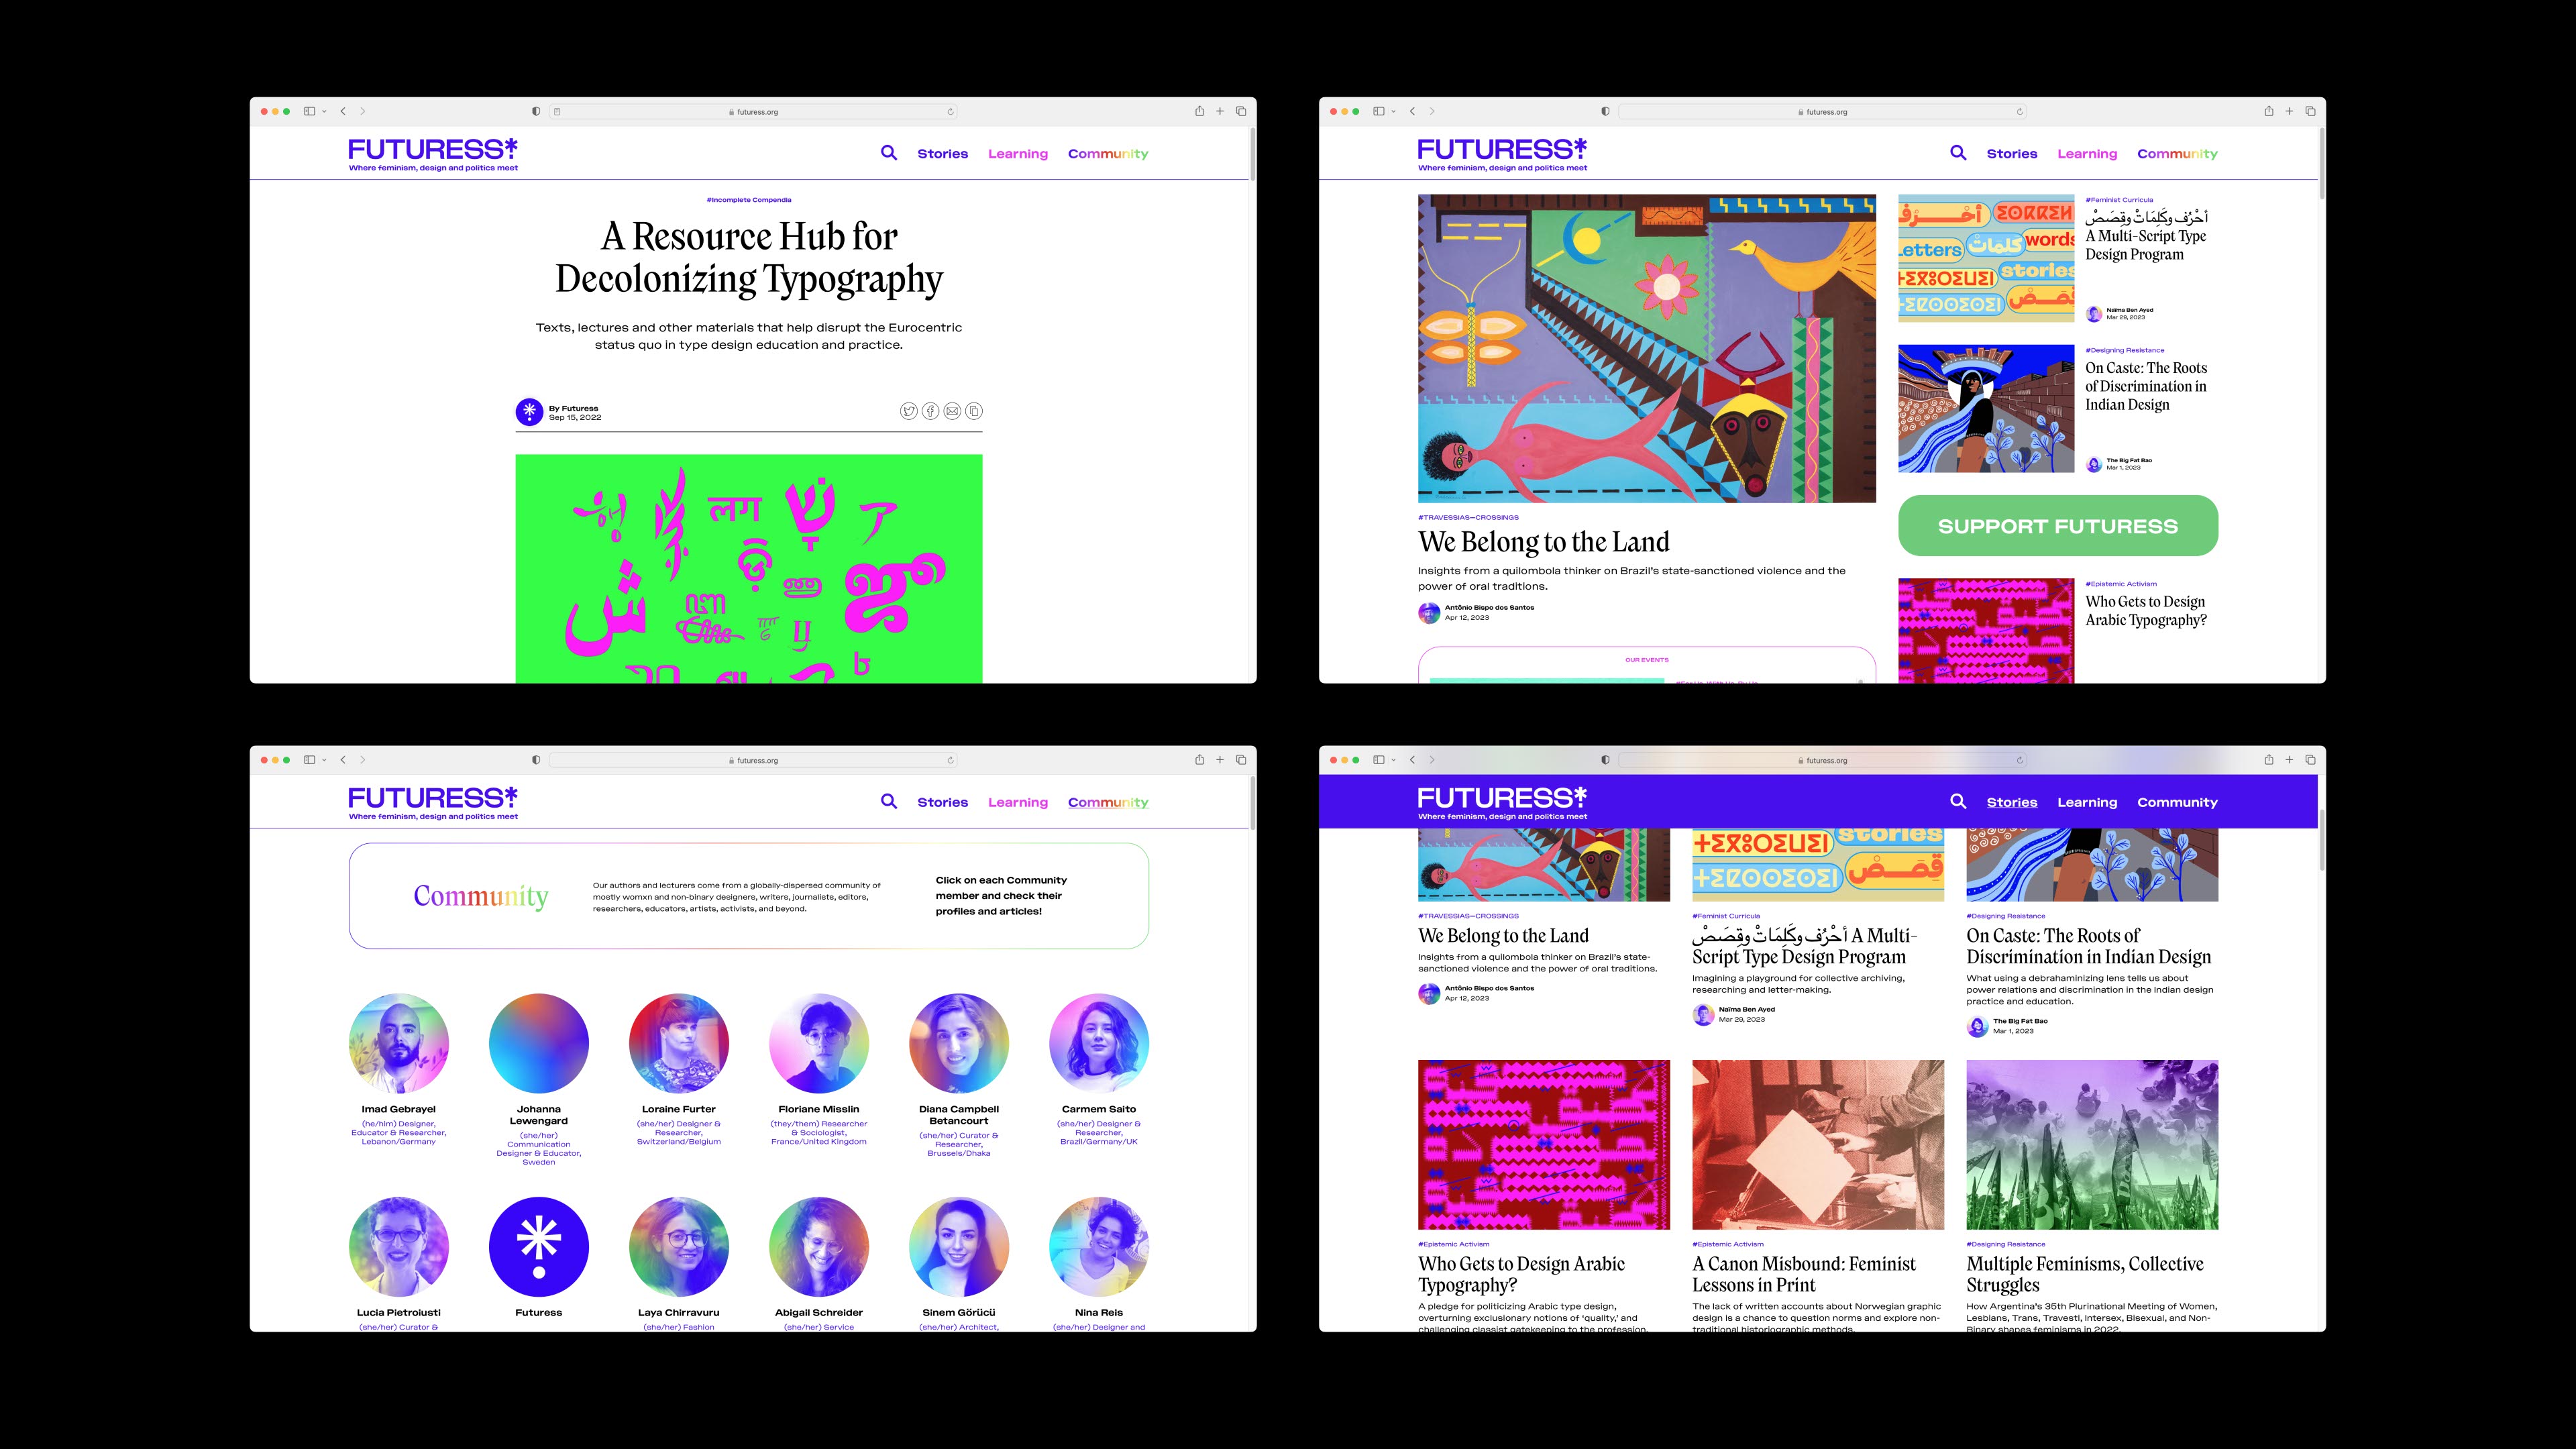 futuress.org
FUTURESS
Where feminism, design and politics meet
Stories Learning Community
#Incomplete Compendia
A Resource Hub for
Decolonizing Typography
Texts, lectures and other materials that help disrupt the Eurocentric
status quo in type design education and practice.
By Futuress
Sep 15, 2022
लग
ش
futuress.org
FUTURESS
Where feminism, design and politics meet
Stories Learning Community
#TRAVESSIAS—CROSSINGS
We Belong to the Land
Insights from a quilombola thinker on Brazil's state-sanctioned violence and the
power of oral traditions.
Antônio Bispo dos Santos
Apr 12, 2023
OUR EVENTS
Letters كلمات words
stories
#Feminist Curricula
أحْرُف وكَلِمَاتْ وقِصَصْ
A Multi-Script Type
Design Program
Naïma Ben Ayed
Mar 29, 2023
#Designing Resistance
On Caste: The Roots
of Discrimination in
Indian Design
The Big Fat Bao
Mar 1, 2023
SUPPORT FUTURESS
#Epistemic Activism
Who Gets to Design
Arabic Typography?
futuress.org
FUTURESS
Where feminism, design and politics meet
Stories Learning Community
Community
Our authors and lecturers come from a globally-dispersed community of
mostly womxn and non-binary designers, writers, journalists, editors,
researchers, educators, artists, activists, and beyond.
Click on each Community
member and check their
profiles and articles!
Imad Gebrayel
(he/him) Designer,
Educator & Researcher,
Lebanon/Germany
Johanna
Lewengard
(she/her)
Communication
Designer & Educator,
Sweden
Loraine Furter
(she/her) Designer &
Researcher,
Switzerland/Belgium
Floriane Misslin
(they/them) Researcher
& Sociologist,
France/United Kingdom
Diana Campbell
Betancourt
(she/her) Curator &
Researcher,
Brussels/Dhaka
Carmem Saito
(she/her) Designer &
Researcher,
Brazil/Germany/UK
Lucia Pietroiusti
(she/her) Curator &
Futuress
Laya Chirravuru
(she/her) Fashion
Abigail Schreider
(she/her) Service
Sinem Görücü
(she/her) Architect,
Nina Reis
(she/her) Designer and
futuress.org
FUTURESS
Where feminism, design and politics meet
Stories Learning Community
stories
#TRAVESSIAS—CROSSINGS
We Belong to the Land
Insights from a quilombola thinker on Brazil's state-
sanctioned violence and the power of oral traditions.
Antônio Bispo dos Santos
Apr 12, 2023
#Feminist Curricula
أحْرُف وكَلِمَاتْ وقِصَصْ A Multi-
Script Type Design Program
Imagining a playground for collective archiving,
researching and letter-making.
Naïma Ben Ayed
Mar 29, 2023
#Designing Resistance
On Caste: The Roots of
Discrimination in Indian Design
What using a debrahaminizing lens tells us about
power relations and discrimination in the Indian design
practice and education.
The Big Fat Bao
Mar 1, 2023
#Epistemic Activism
Who Gets to Design Arabic
Typography?
A pledge for politicizing Arabic type design,
overturning exclusionary notions of 'quality,' and
challenging classist gatekeeping to the profession.
#Epistemic Activism
A Canon Misbound: Feminist
Lessons in Print
The lack of written accounts about Norwegian graphic
design is a chance to question norms and explore non-
traditional historiographic methods.
#Designing Resistance
Multiple Feminisms, Collective
Struggles
How Argentina's 35th Plurinational Meeting of Women,
Lesbians, Trans, Travesti, Intersex, Bisexual, and Non-
Binary shapes feminisms in 2022.